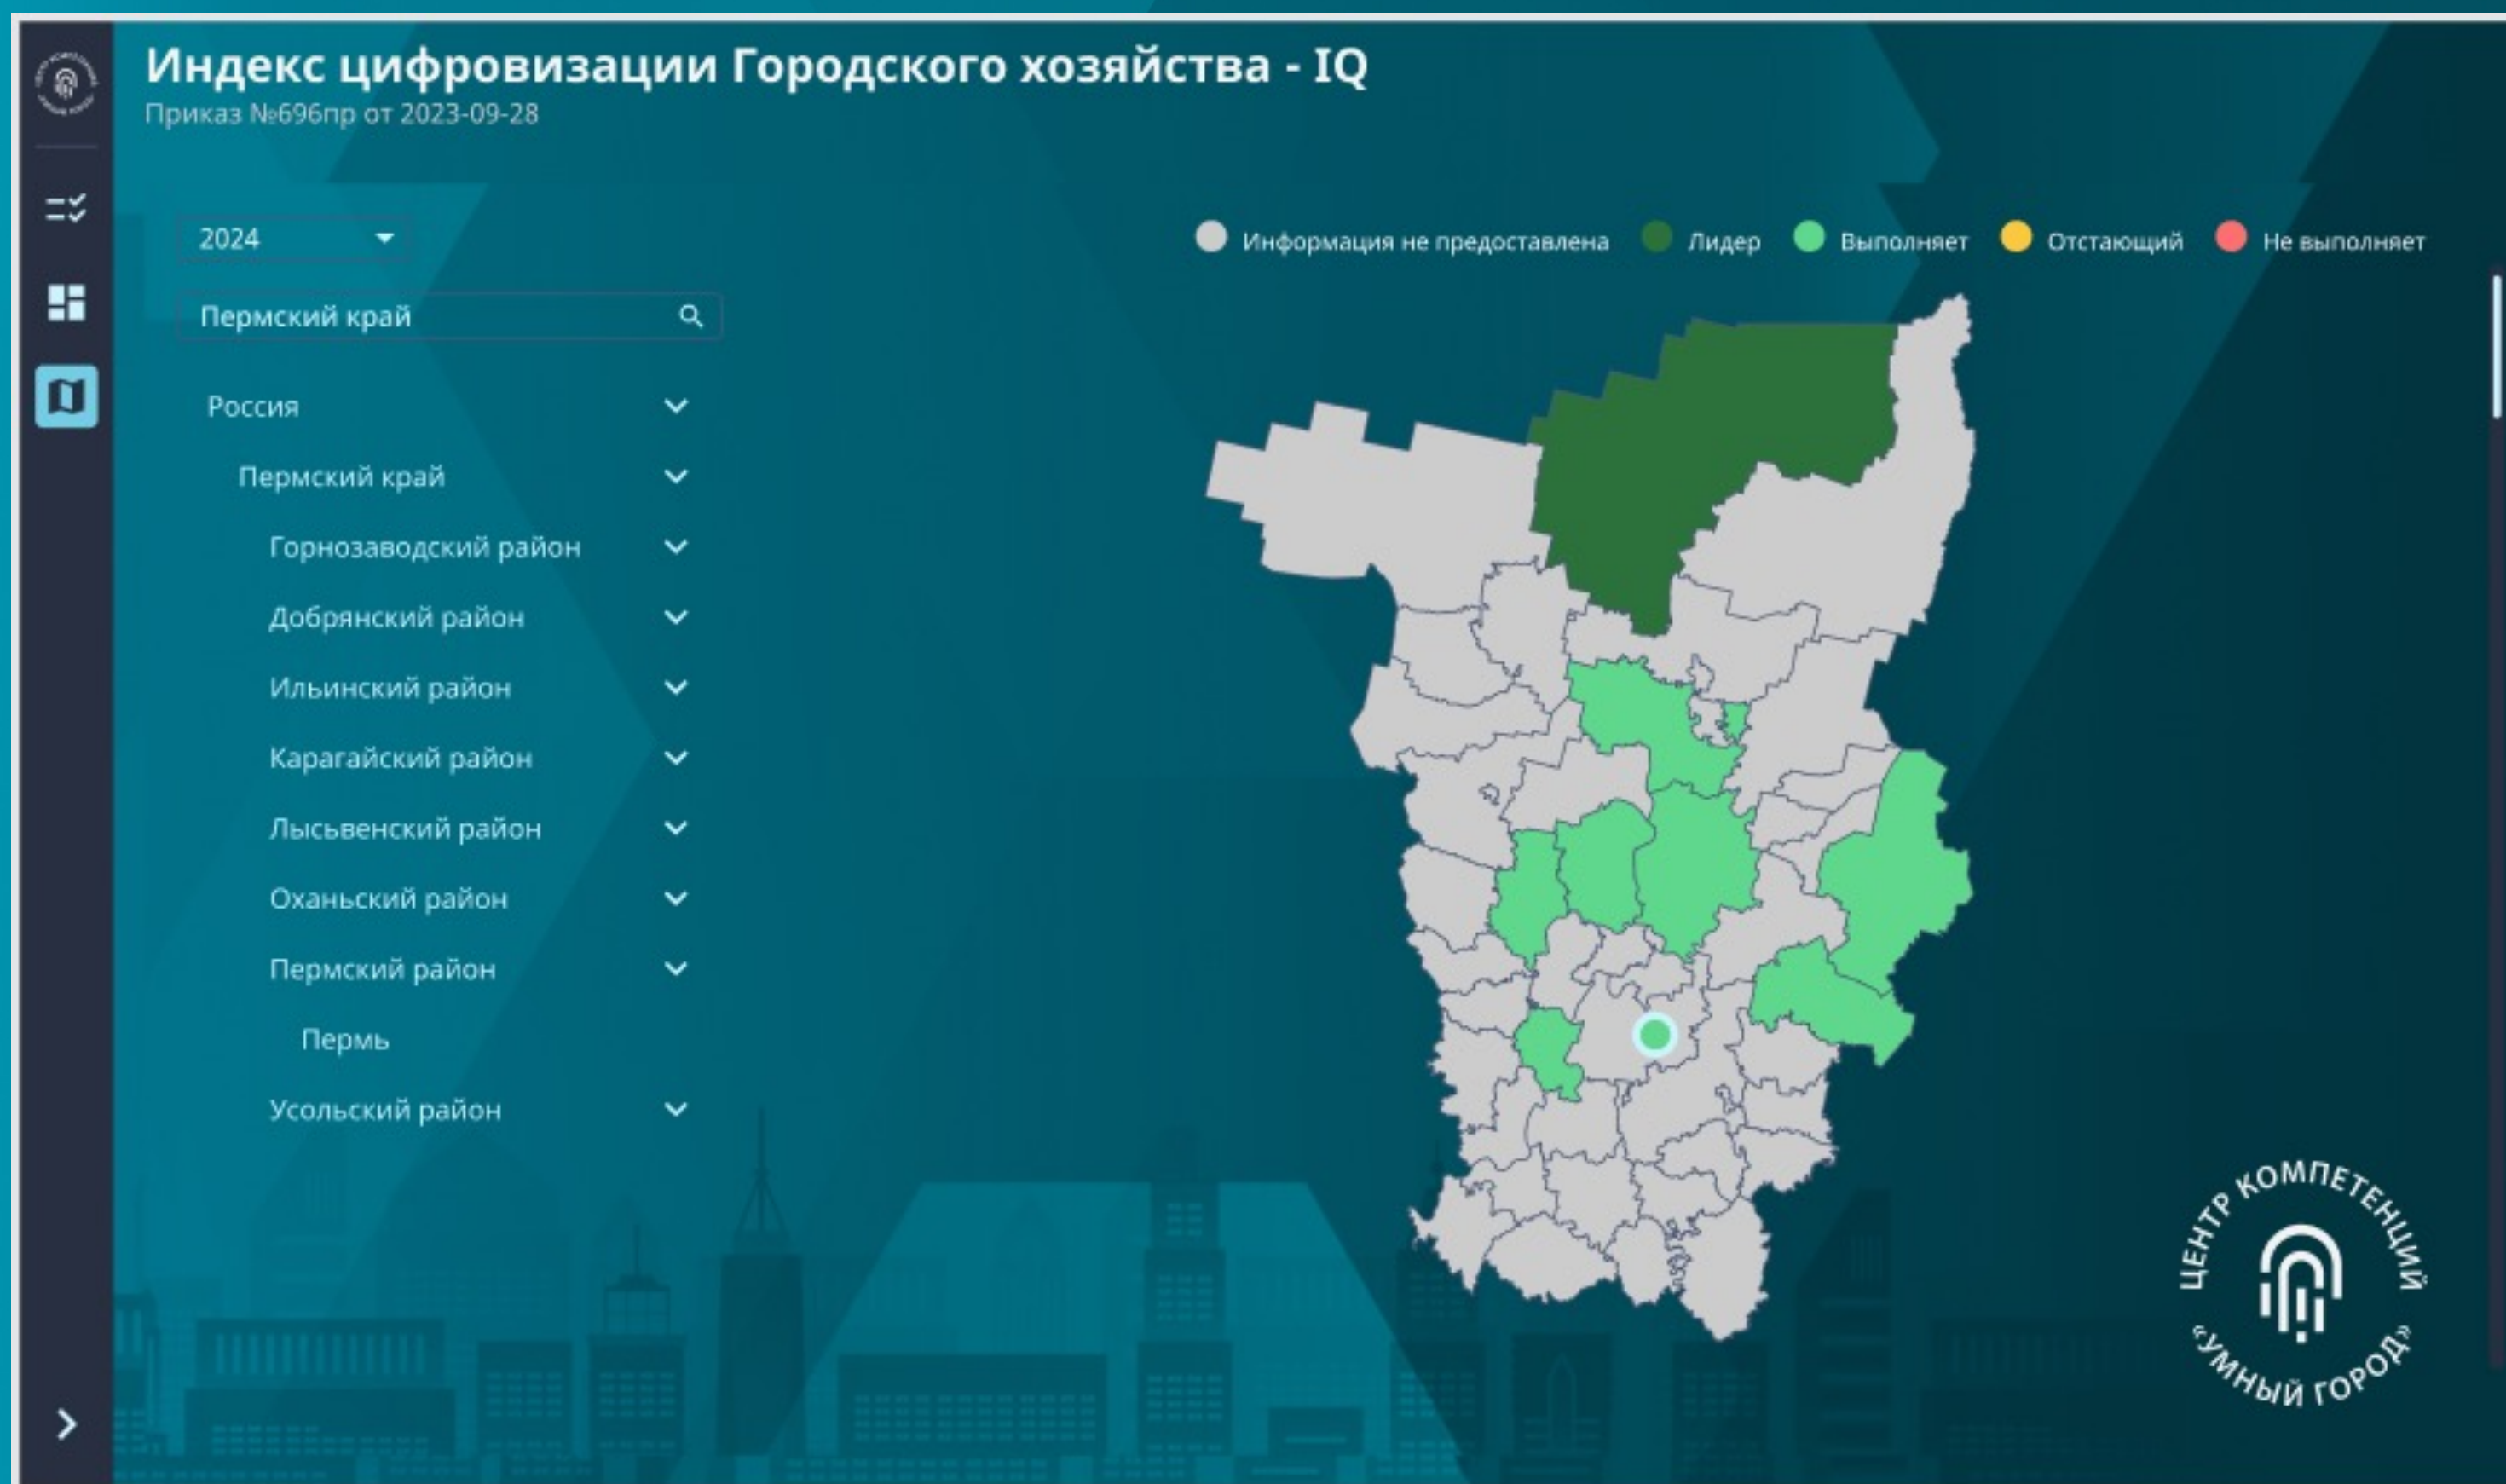 Индекс цифровизации Городского хозяйства - IQ
Приказ №696пр от 2023-09-28
2024
Информация не предоставлена
Лидер
Выполняет
Отстающий
Не выполняет
Пермский край
Россия
Пермский край
Горнозаводский район
Добрянский район
Ильинский район
Карагайский район
Лысьвенский район
Оханьский район
Пермский район
Пермь
Усольский район
ЦЕНТР КОМПЕТЕНЦИЙ
«УМНЫЙ ГОРОД»